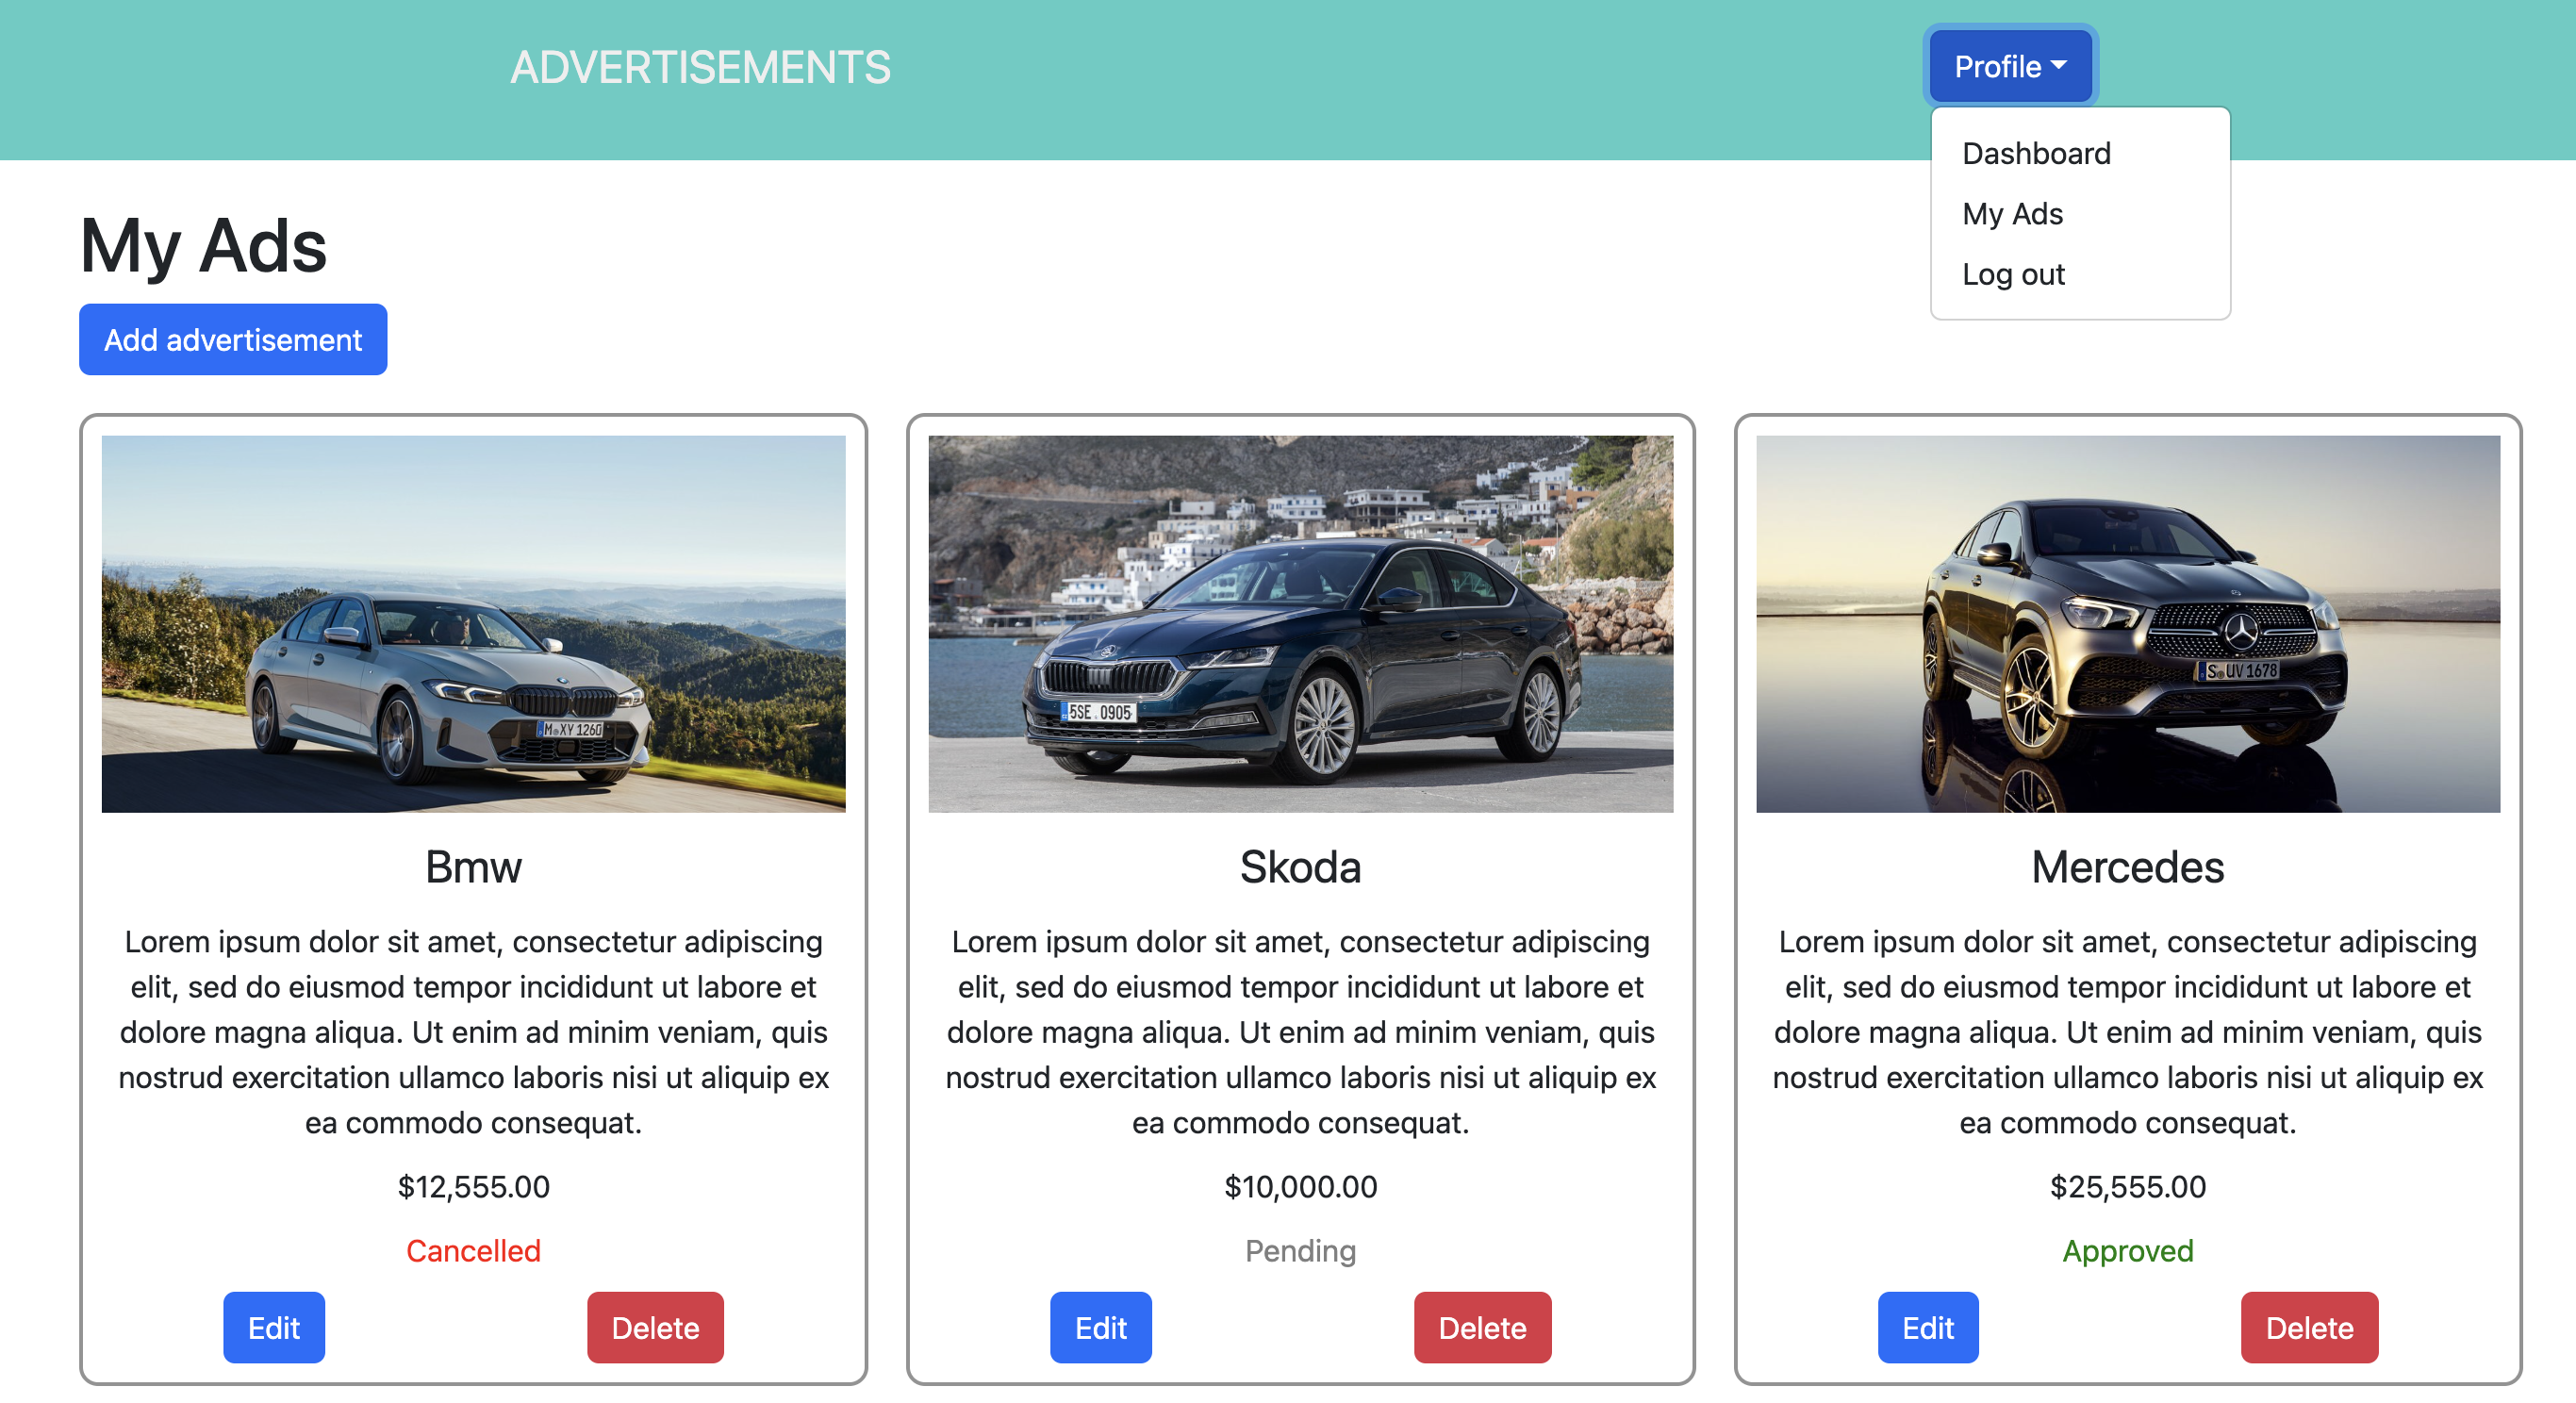 ADVERTISEMENTS
Profile
Dashboard
My Ads
Log out
My Ads
Add advertisement
M XY 1260
Bmw
Lorem ipsum dolor sit amet, consectetur adipiscing
elit, sed do eiusmod tempor incididunt ut labore et
dolore magna aliqua. Ut enim ad minim veniam, quis
nostrud exercitation ullamco laboris nisi ut aliquip ex
ea commodo consequat.
$12,555.00
Cancelled
Edit
Delete
5SE 0905
Skoda
Lorem ipsum dolor sit amet, consectetur adipiscing
elit, sed do eiusmod tempor incididunt ut labore et
dolore magna aliqua. Ut enim ad minim veniam, quis
nostrud exercitation ullamco laboris nisi ut aliquip ex
ea commodo consequat.
$10,000.00
Pending
Edit
Delete
S UV 1678
Mercedes
Lorem ipsum dolor sit amet, consectetur adipiscing
elit, sed do eiusmod tempor incididunt ut labore et
dolore magna aliqua. Ut enim ad minim veniam, quis
nostrud exercitation ullamco laboris nisi ut aliquip ex
ea commodo consequat.
$25,555.00
Approved
Edit
Delete